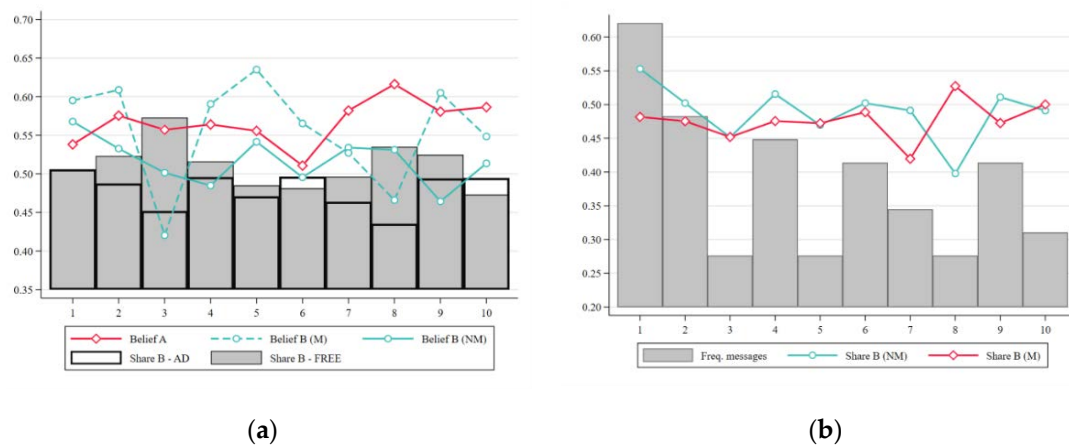 0.70
0.65
0.60
0.55
0.50
0.45
0.40
0.35
1 2 3 4 5 6 7 8 9 10
Belief A Belief B (M) Belief B (NM)
Share B - AD Share B - FREE
(a)
0.60
0.55
0.50
0.45
0.40
0.35
0.30
0.25
0.20
1 2 3 4 5 6 7 8 9 10
Freq. messages Share B (NM) Share B (M)
(b)